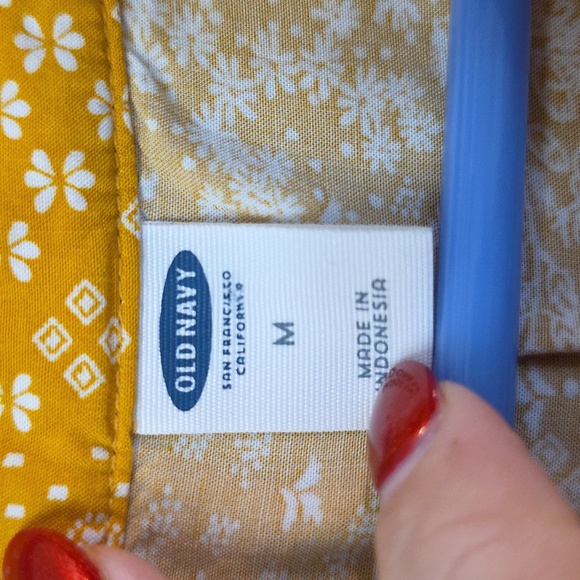 OLD NAVY
SAN FRANCISCO
CALIFORNIA
M
MADE IN
INDONESIA